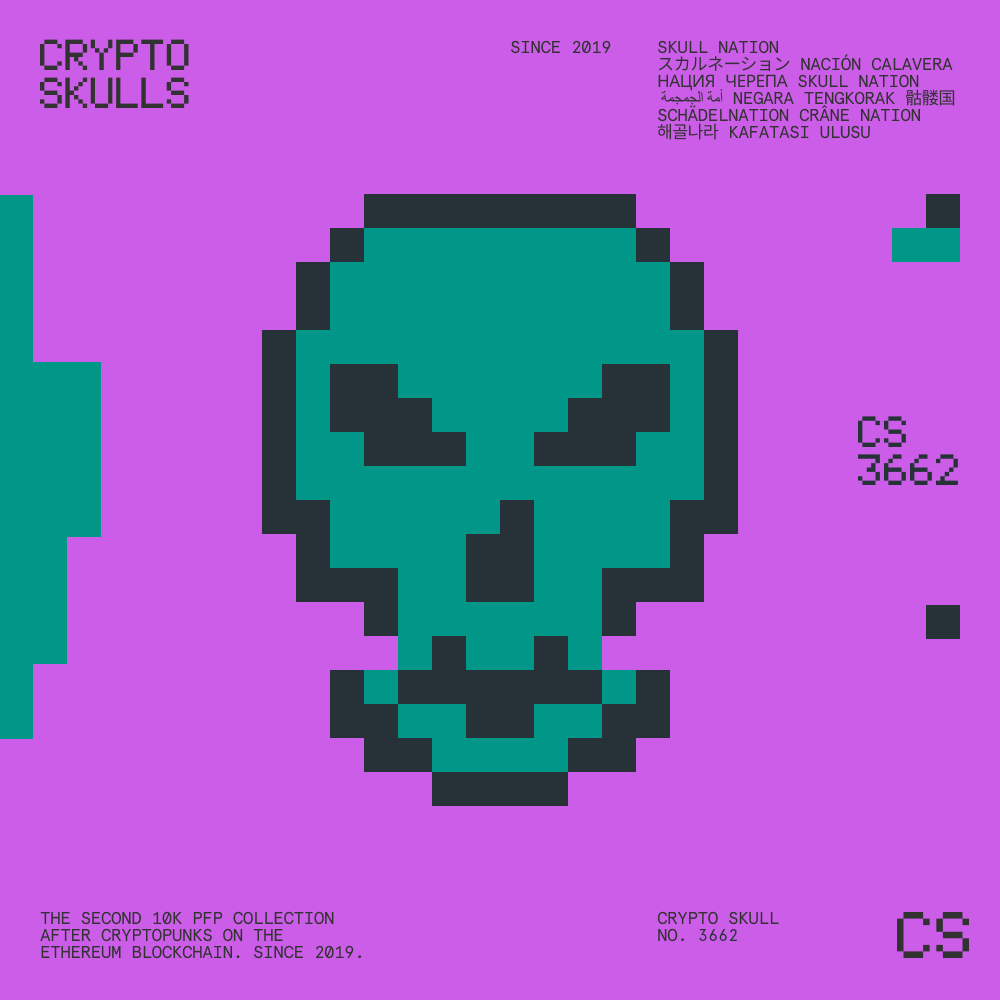 CRYPTO
SKULLS
SINCE 2019
SKULL NATION
スカルネーション NACIÓN CALAVERA
НАЦИЯ ЧЕРЕПА SKULL NATION
أمة الجمجمة NEGARA TENGKORAK 骷髅国
SCHÄDELNATION CRÂNE NATION
해골나라 KAFATASI ULUSU
CS
3662
THE SECOND 10K PFP COLLECTION
AFTER CRYPTOPUNKS ON THE
ETHEREUM BLOCKCHAIN. SINCE 2019.
CRYPTO SKULL
NO. 3662
CS